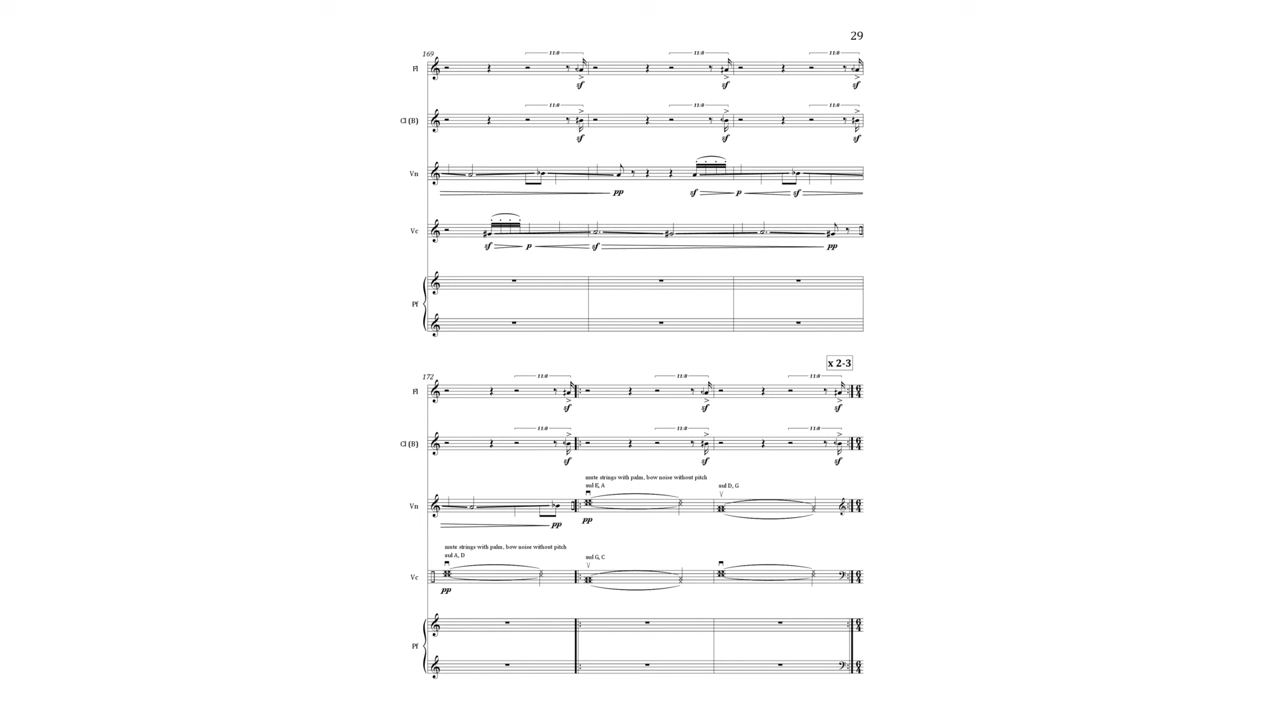 29
169
11:8 11:8 11:8
Fl
sf sf sf
11:8 11:8 11:8
Cl (B)
sf sf sf
Vn
pp sf p sf
Vc
sf p sf pp
Pf
x 2-3
172
11:8 11:8 11:8
Fl
sf sf sf
11:8 11:8 11:8
Cl (B)
sf sf sf
mute strings with palm, bow noise without pitch
sul E, A sul D, G
Vn
pp pp
mute strings with palm, bow noise without pitch
sul A, D sul G, C
Vc
pp
Pf